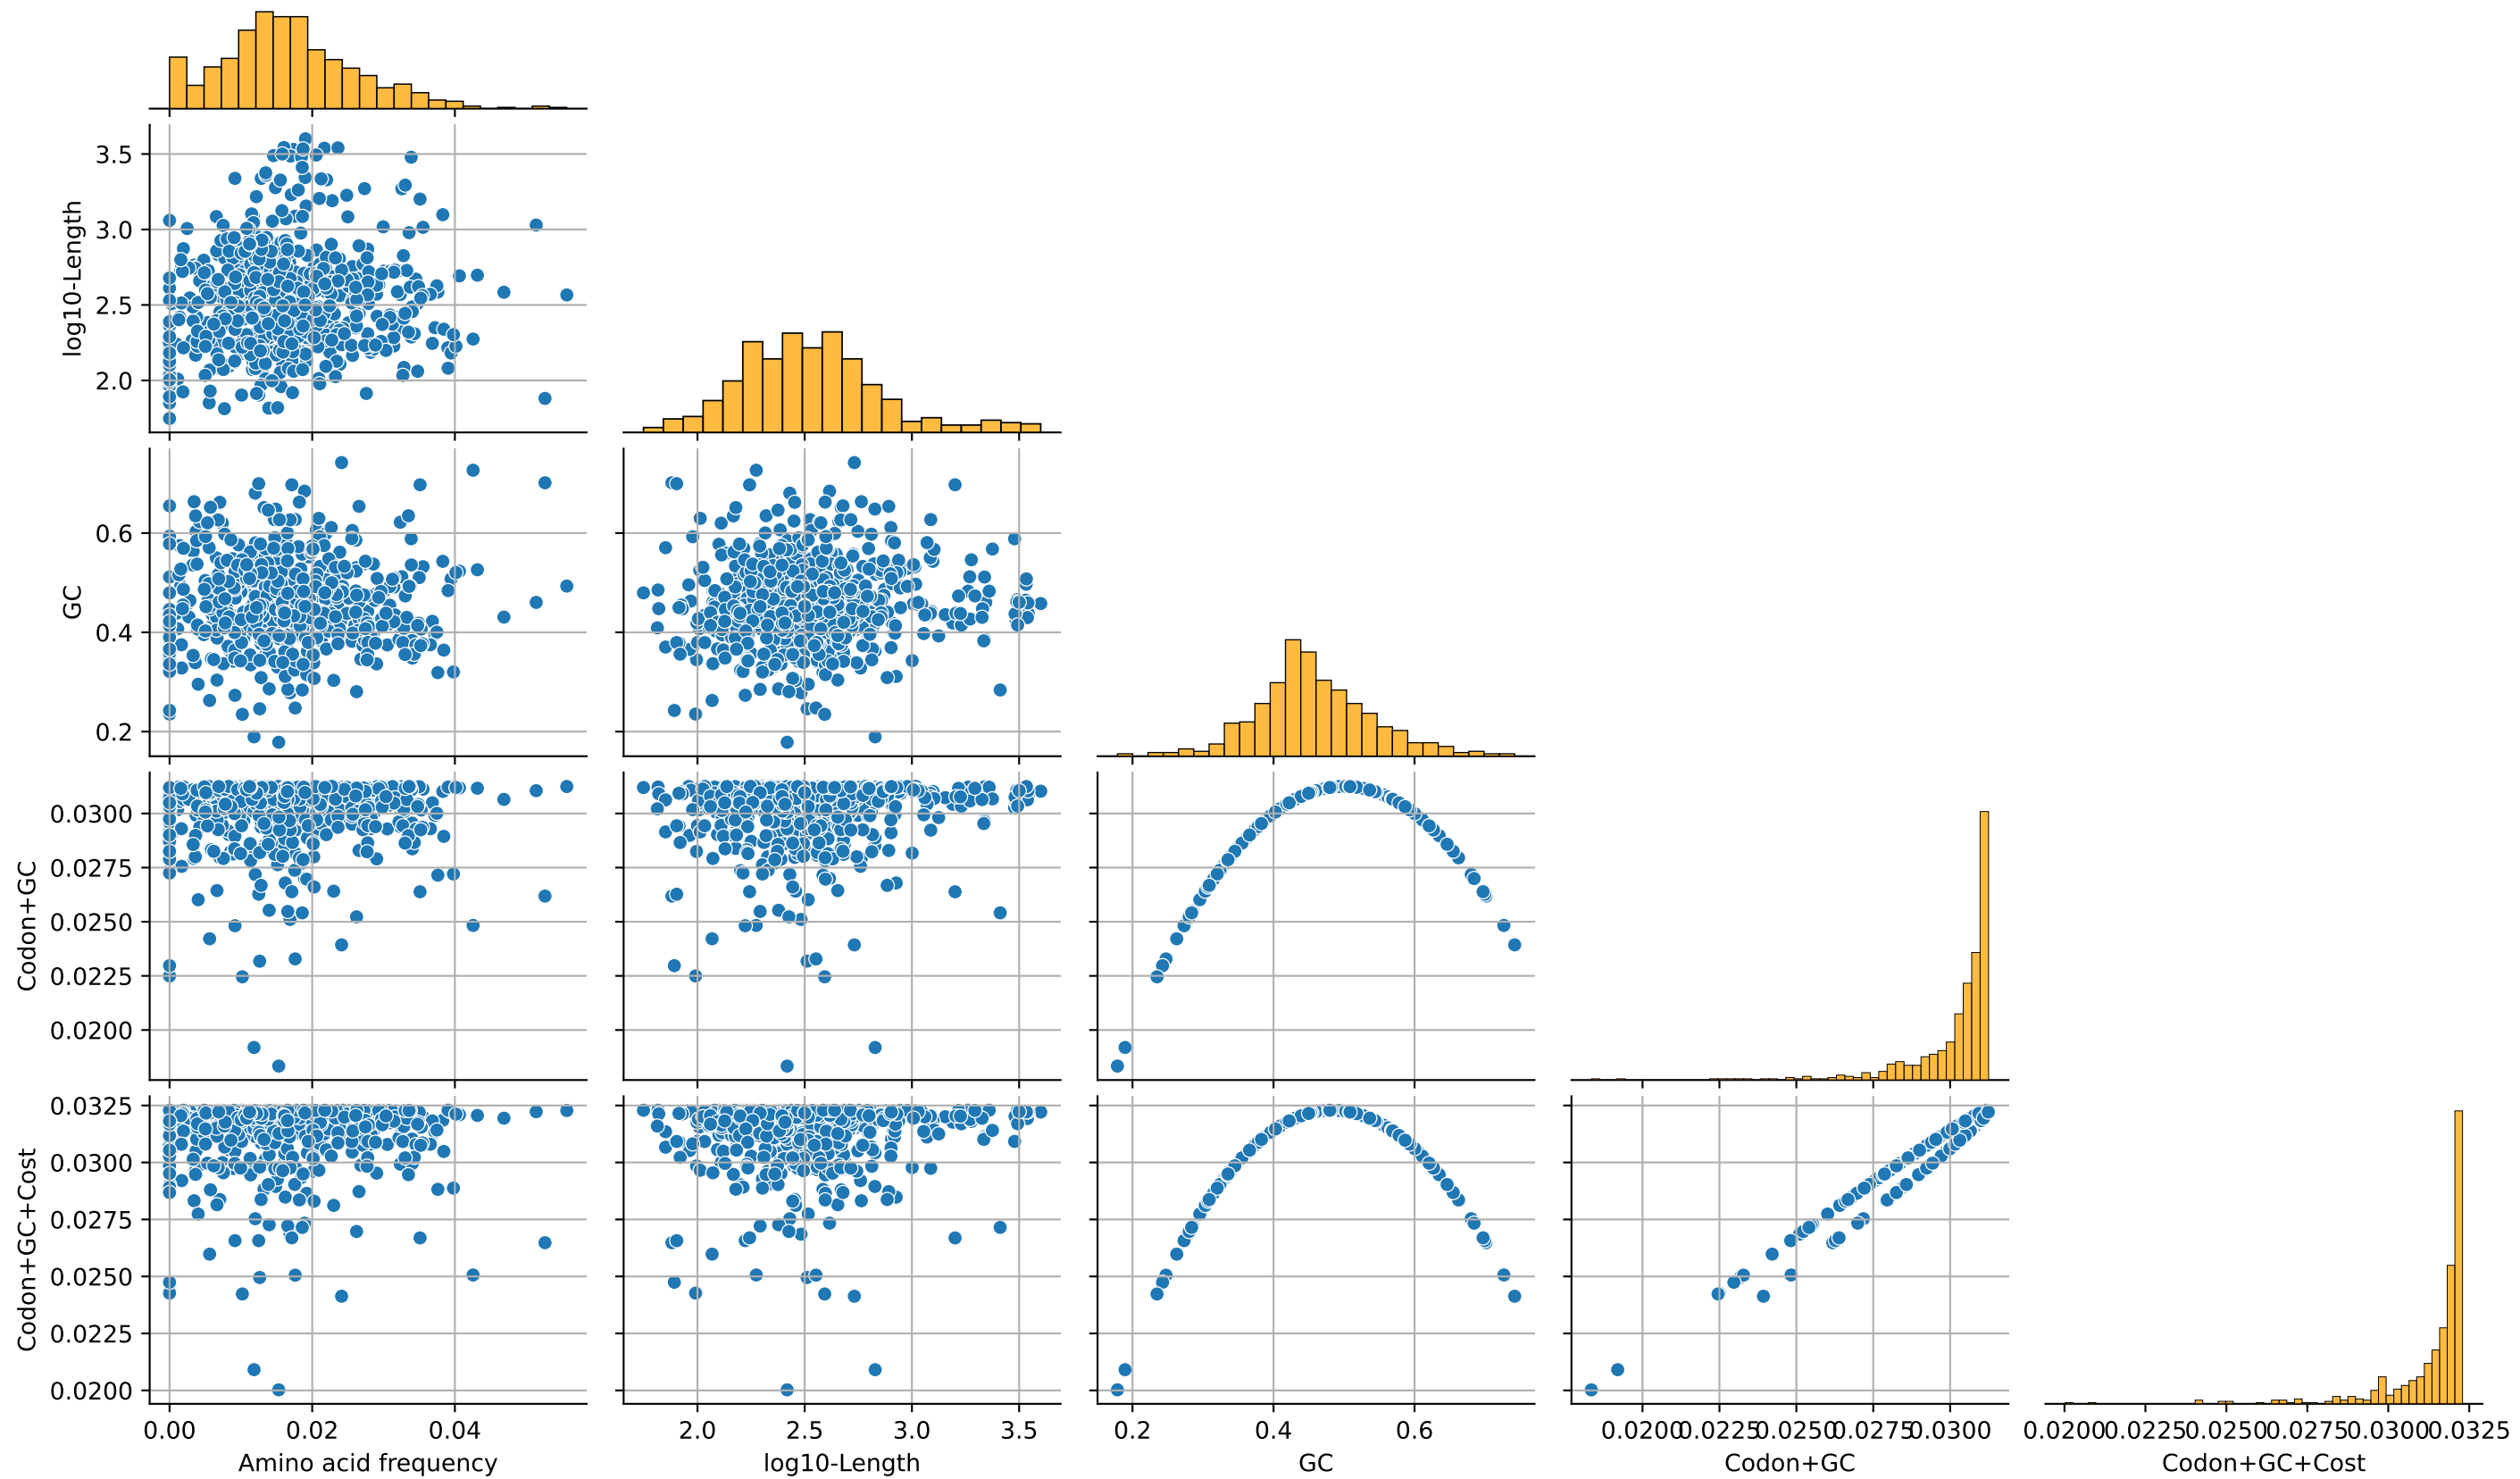 log10-Length
3.5
3.0
2.5
2.0
GC
0.6
0.4
0.2
Codon+GC
0.0300
0.0275
0.0250
0.0225
0.0200
Codon+GC+Cost
0.0325
0.0300
0.0275
0.0250
0.0225
0.0200
0.00 0.02 0.04
Amino acid frequency
2.0 2.5 3.0 3.5
log10-Length
0.2 0.4 0.6
GC
0.0200 0.0225 0.0250 0.0275 0.0300
Codon+GC
0.0200 0.0225 0.0250 0.0275 0.0300 0.0325
Codon+GC+Cost